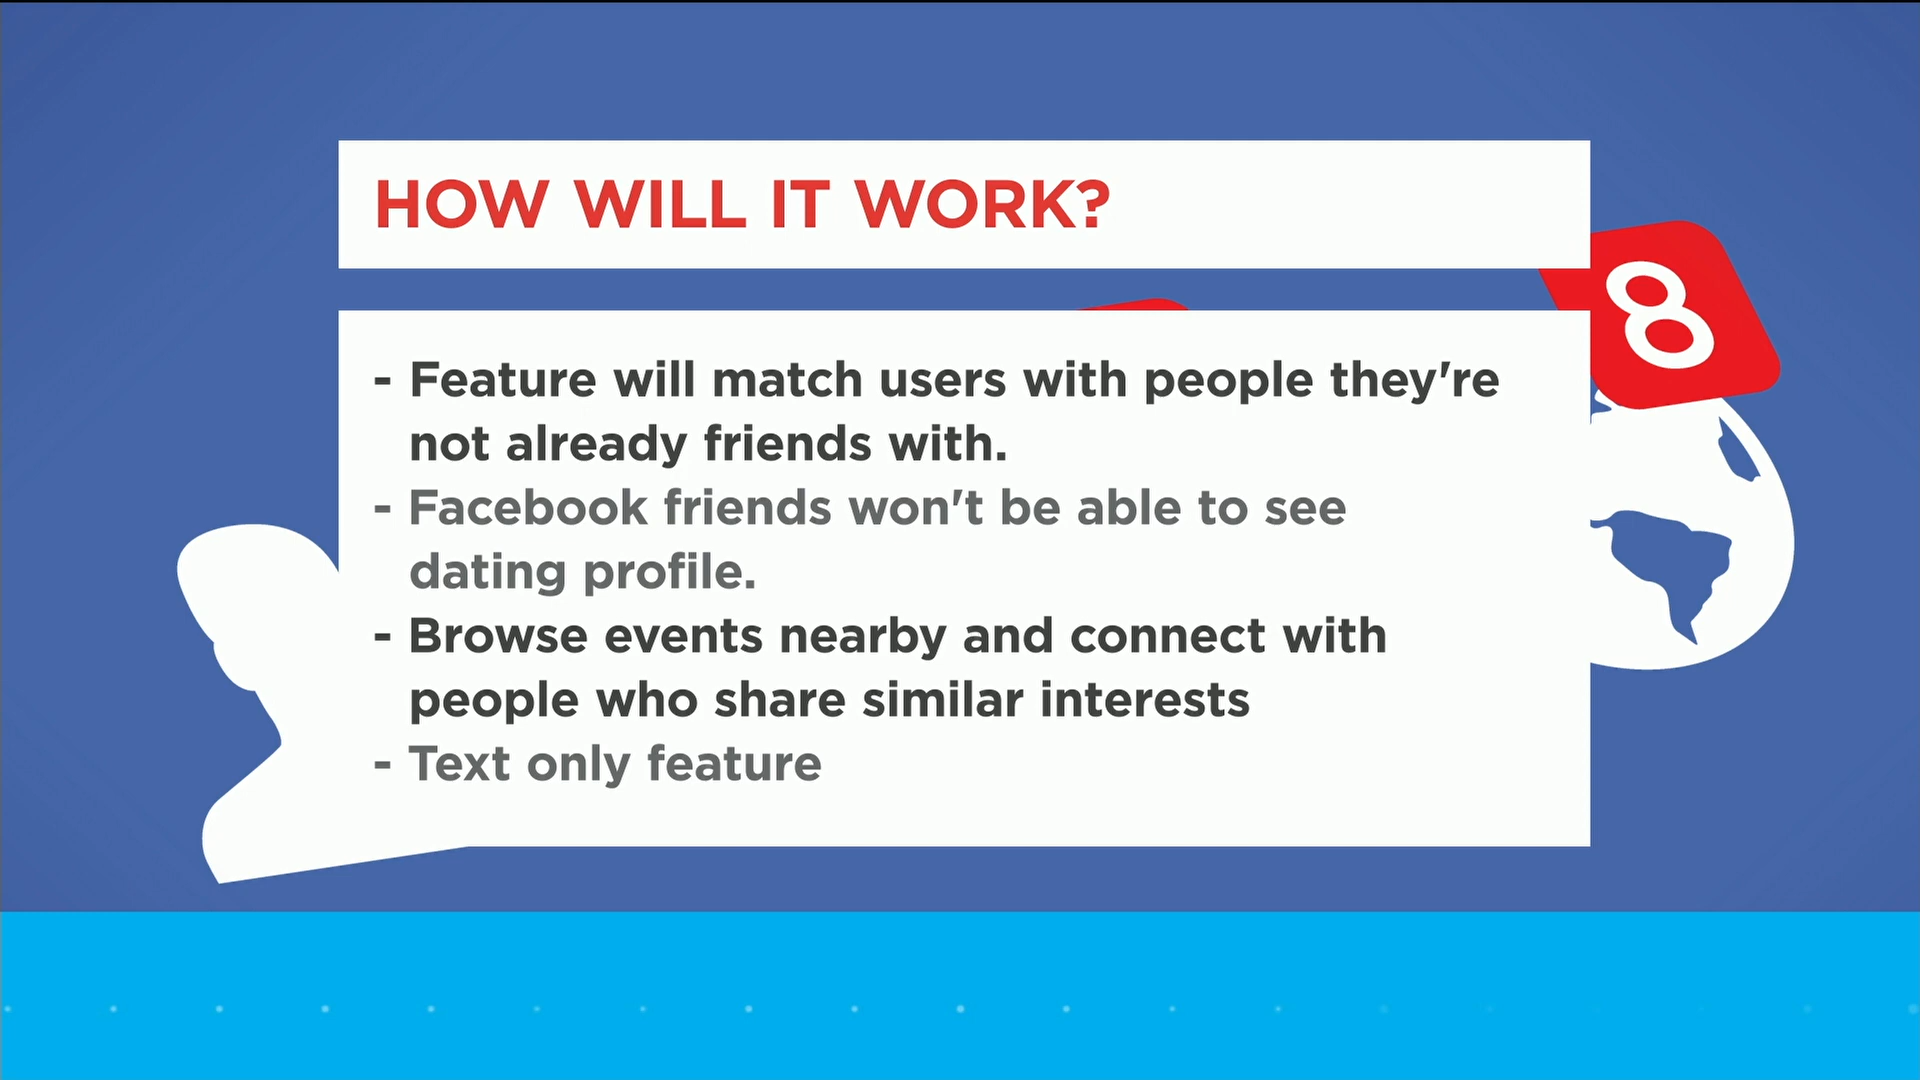 HOW WILL IT WORK?
8
- Feature will match users with people they're
not already friends with.
- Facebook friends won't be able to see
dating profile.
- Browse events nearby and connect with
people who share similar interests
- Text only feature